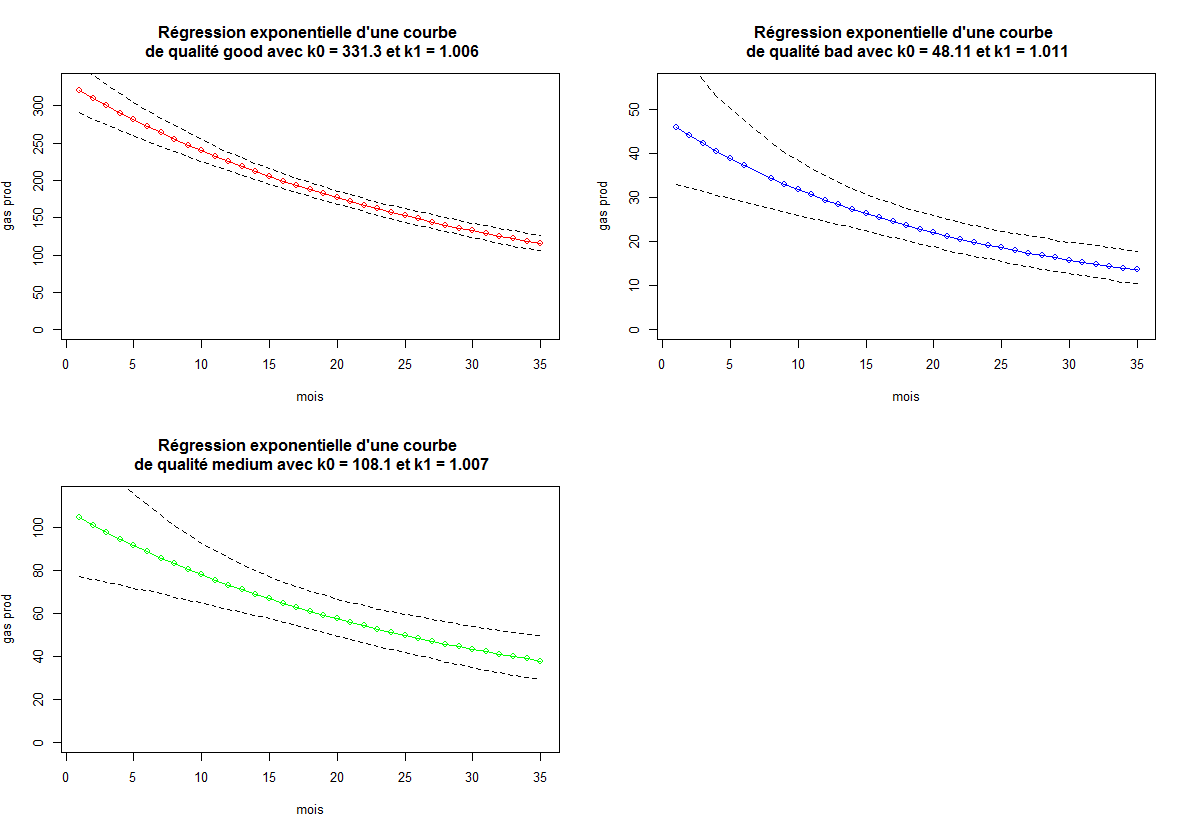 Régression exponentielle d'une courbe
de qualité good avec k0 = 331.3 et k1 = 1.006
gas prod
300
250
200
150
100
50
0
0 5 10 15 20 25 30 35
mois
Régression exponentielle d'une courbe
de qualité bad avec k0 = 48.11 et k1 = 1.011
gas prod
50
40
30
20
10
0
0 5 10 15 20 25 30 35
mois
Régression exponentielle d'une courbe
de qualité medium avec k0 = 108.1 et k1 = 1.007
gas prod
100
80
60
40
20
0
0 5 10 15 20 25 30 35
mois